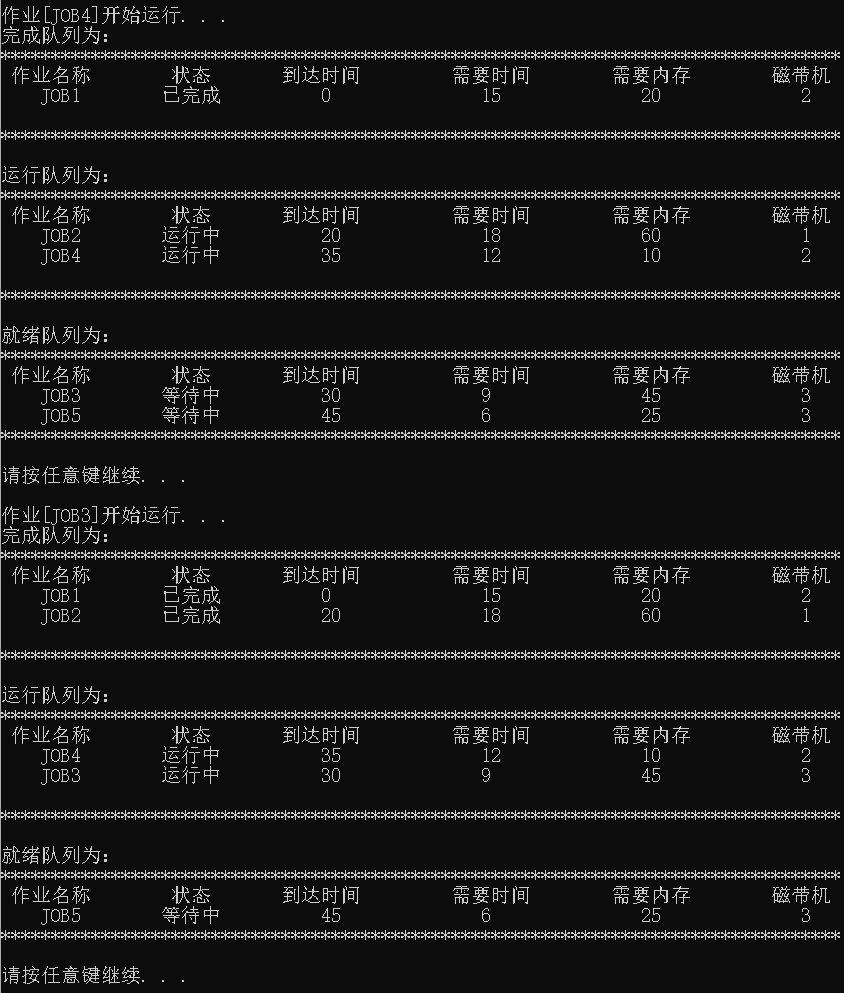 作业[JOB4]开始运行. . .
完成队列为:
************************************************************************************
作业名称 状态 到达时间 需要时间 需要内存 磁带机
JOB1 已完成 0 15 20 2
************************************************************************************
运行队列为:
************************************************************************************
作业名称 状态 到达时间 需要时间 需要内存 磁带机
JOB2 运行中 20 18 60 1
JOB4 运行中 35 12 10 2
************************************************************************************
就绪队列为:
************************************************************************************
作业名称 状态 到达时间 需要时间 需要内存 磁带机
JOB3 等待中 30 9 45 3
JOB5 等待中 45 6 25 3
************************************************************************************
请按任意键继续. . .
作业[JOB3]开始运行. . .
完成队列为:
************************************************************************************
作业名称 状态 到达时间 需要时间 需要内存 磁带机
JOB1 已完成 0 15 20 2
JOB2 已完成 20 18 60 1
************************************************************************************
运行队列为:
************************************************************************************
作业名称 状态 到达时间 需要时间 需要内存 磁带机
JOB4 运行中 35 12 10 2
JOB3 运行中 30 9 45 3
************************************************************************************
就绪队列为:
************************************************************************************
作业名称 状态 到达时间 需要时间 需要内存 磁带机
JOB5 等待中 45 6 25 3
************************************************************************************
请按任意键继续. . .